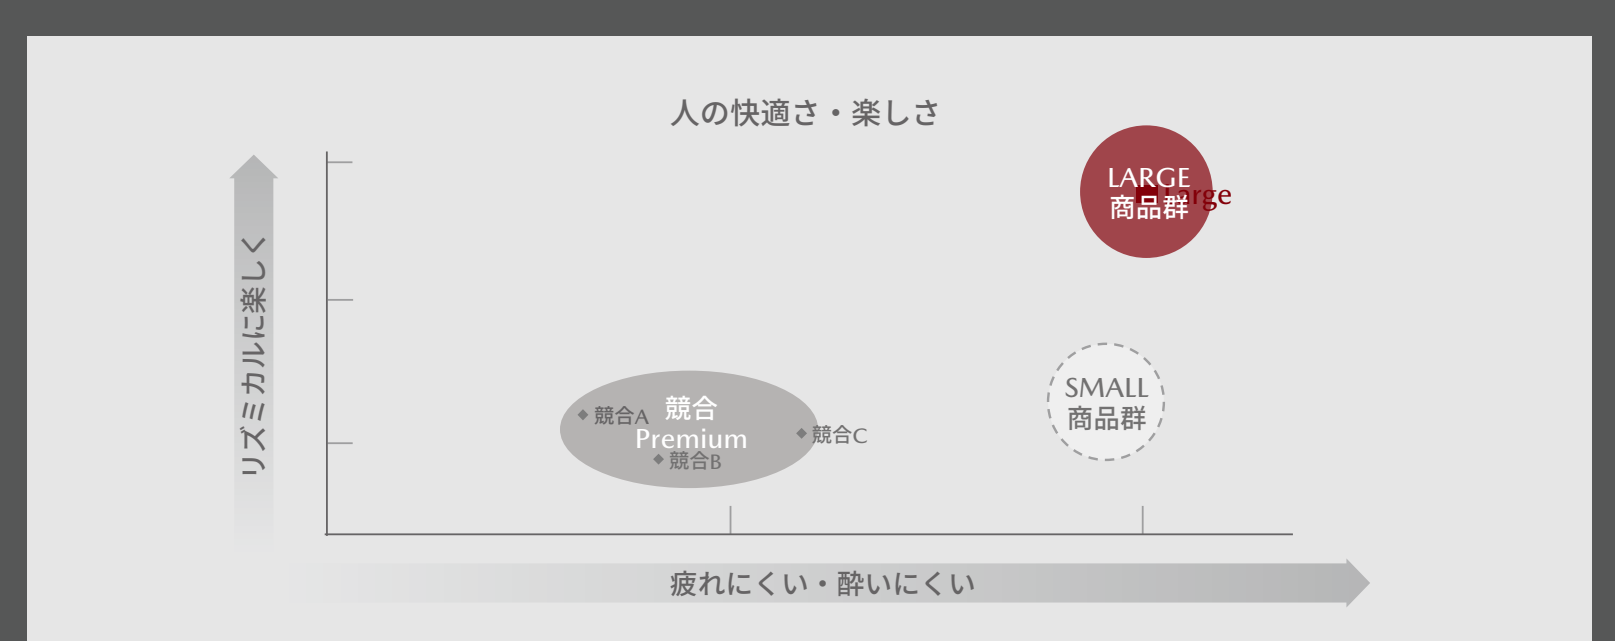 人の快適さ・楽しさ
LARGE
商品群
Large
リズミカルに楽しく
SMALL
商品群
競合
Premium
競合A
競合B
競合C
疲れにくい・酔いにくい